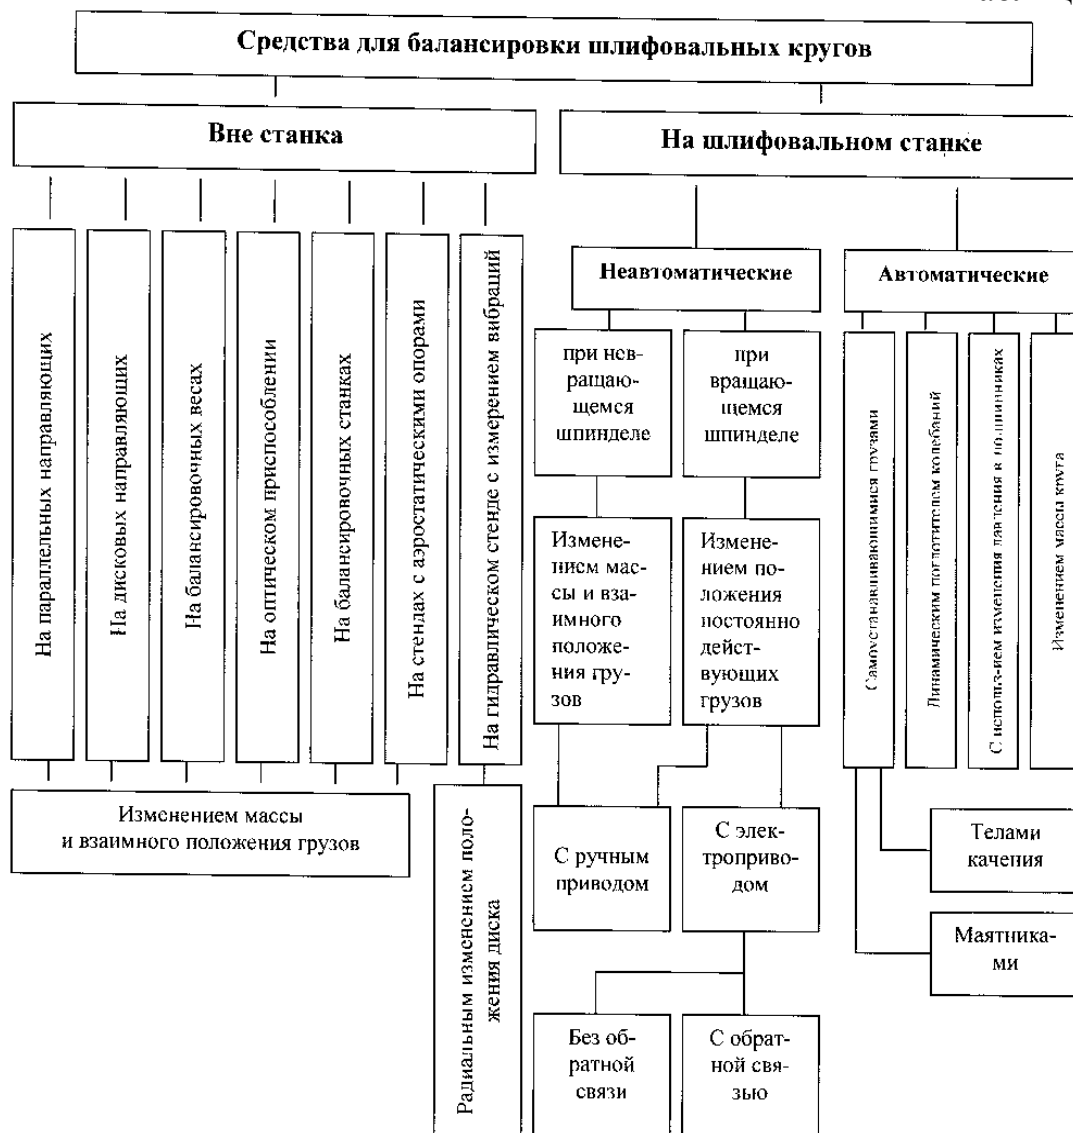 Средства для балансировки шлифовальных кругов
Вне станка
На шлифовальном станке
На параллельных направляющих
На дисковых направляющих
На балансировочных весах
На оптическом приспособлении
На балансировочных станках
На стендах с аэростатическими опорами
На гидравлическом стенде с измерением вибраций
Неавтоматические
Автоматические
при нев-
ращаю-
щемся
шпинделе
при
вращаю-
щемся
шпинделе
Самоустанавливающимися грузами
Динамическим поглотителем колебаний
С использ-ием изменения давления в подшипниках
Изменением массы круга
Измене-
нием мас-
сы и вза-
имного
положе-
ния гру-
зов
Измене-
нием по-
ложения
постоянно
дейст-
вующих
грузов
Изменением массы
и взаимного положения грузов
Радиальным изменением поло-
жения диска
С ручным
приводом
С элек-
троприво-
дом
Телами
качения
Маятника-
ми
Без об-
ратной
связи
С обрат-
ной свя-
зью